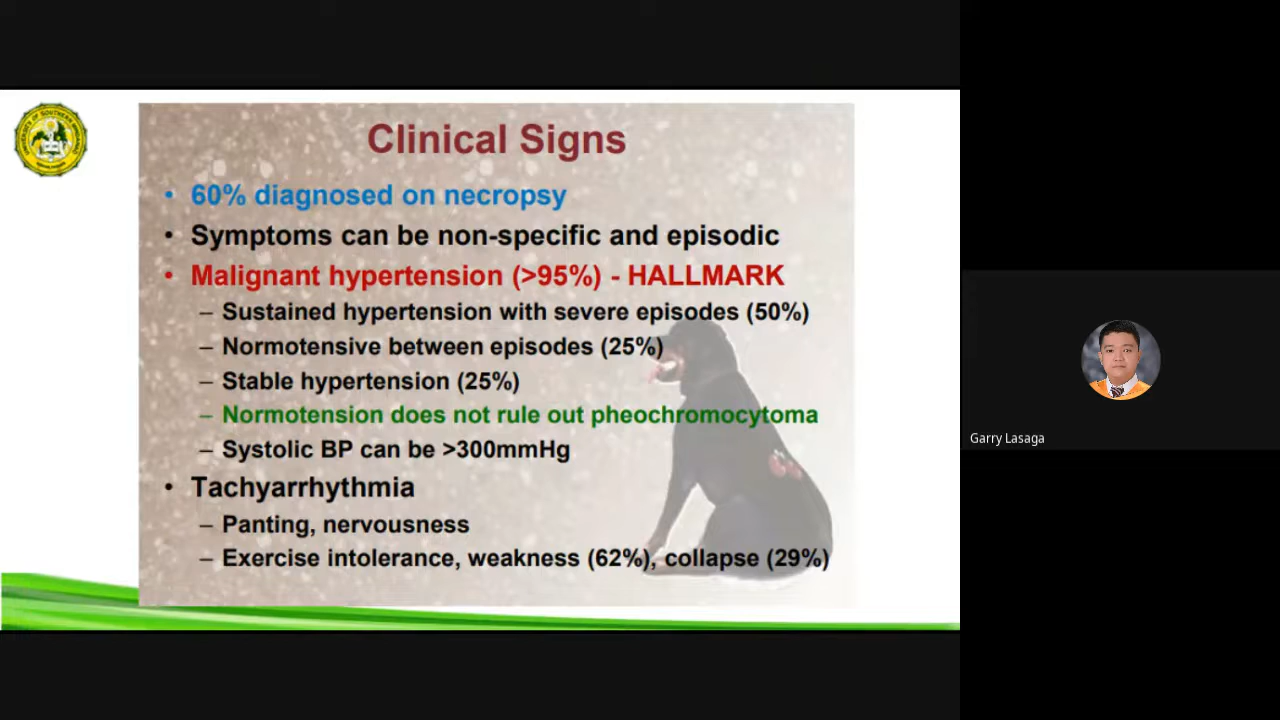 Clinical Signs
• 60% diagnosed on necropsy
• Symptoms can be non-specific and episodic
• Malignant hypertension (>95%) - HALLMARK
– Sustained hypertension with severe episodes (50%)
– Normotensive between episodes (25%)
– Stable hypertension (25%)
– Normotension does not rule out pheochromocytoma
– Systolic BP can be >300mmHg
• Tachyarrhythmia
– Panting, nervousness
– Exercise intolerance, weakness (62%), collapse (29%)
Garry Lasaga